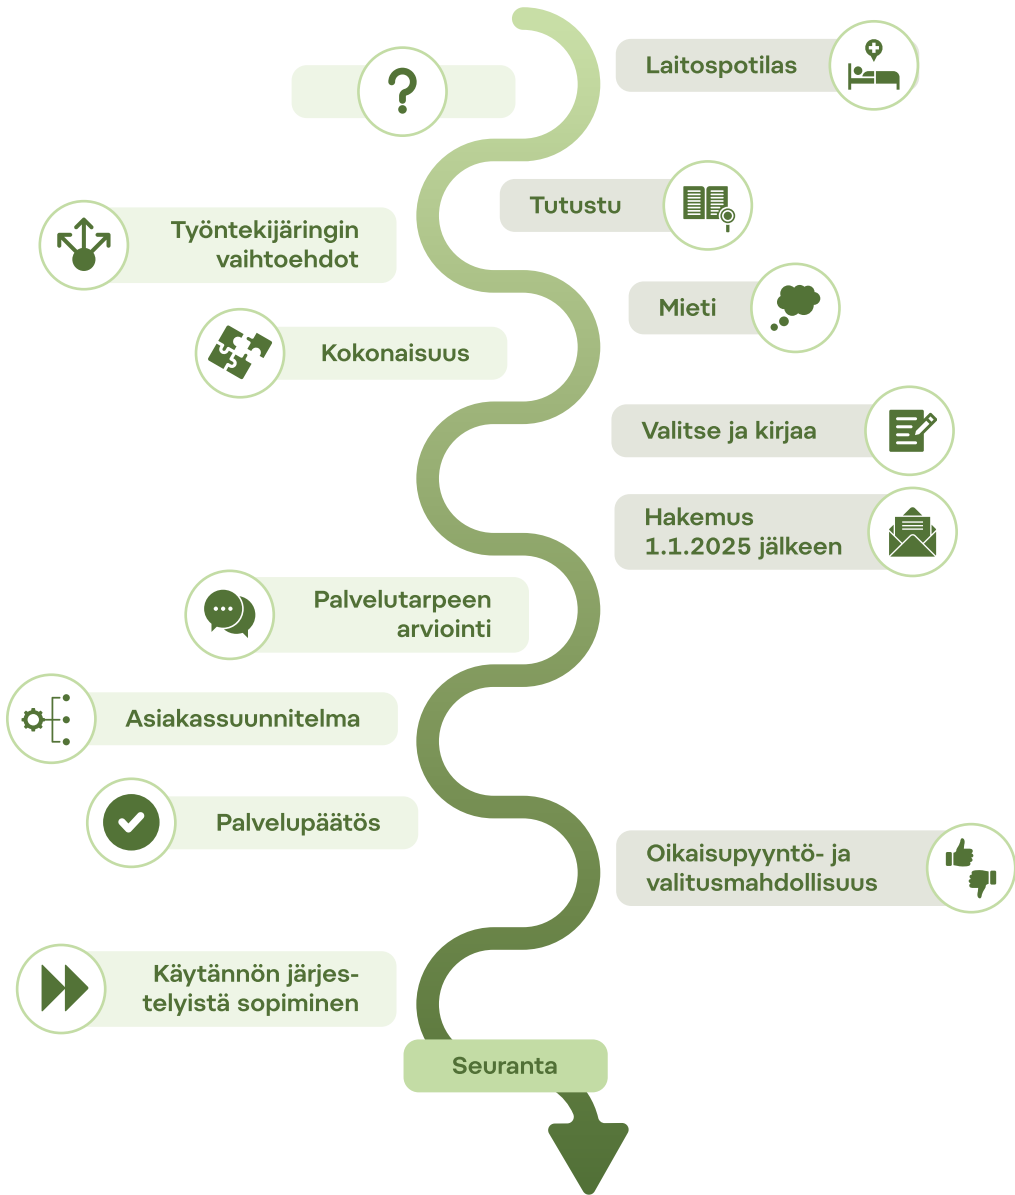 Laitospotilas
?
Tutustu
Työntekijäringin
vaihtoehdot
Mieti
Kokonaisuus
Valitse ja kirjaa
Hakemus
1.1.2025 jälkeen
Palvelutarpeen
arviointi
Asiakassuunnitelma
Palvelupäätös
Oikaisupyyntö- ja
valitusmahdollisuus
Käytännön järjes-
telyistä sopiminen
Seuranta